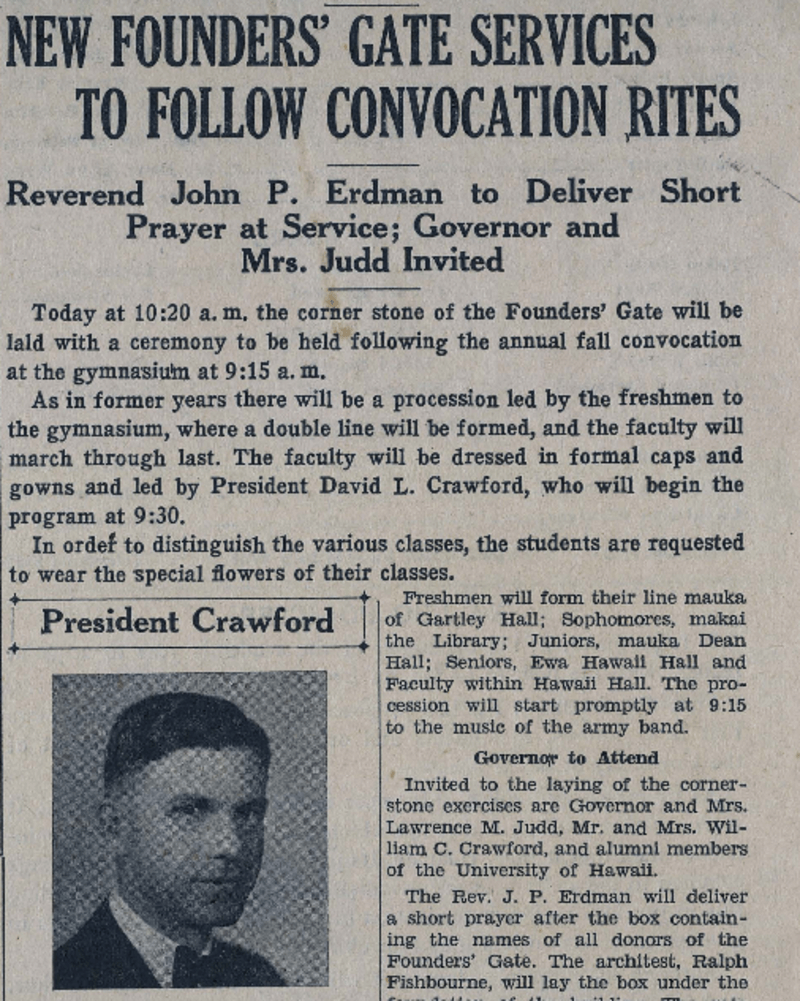 NEW FOUNDERS' GATE SERVICES
TO FOLLOW CONVOCATION RITES
Reverend John P. Erdman to Deliver Short
Prayer at Service; Governor and
Mrs. Judd Invited
Today at 10:20 a. m. the corner stone of the Founders' Gate will be
laid with a ceremony to be held following the annual fall convocation
at the gymnasium at 9:15 a. m.
As in former years there will be a procession led by the freshmen to
the gymnasium, where a double line will be formed, and the faculty will
march through last. The faculty will be dressed in formal caps and
gowns and led by President David L. Crawford, who will begin the
program at 9:30.
In order to distinguish the various classes, the students are requested
to wear the special flowers of their classes.
President Crawford
Freshmen will form their line mauka
of Gartley Hall; Sophomores, makai
the Library; Juniors, mauka Dean
Hall; Seniors, Ewa Hawaii Hall and
Faculty within Hawaii Hall. The pro-
cession will start promptly at 9:15
to the music of the army band.
Governor to Attend
Invited to the laying of the corner-
stone exercises are Governor and Mrs.
Lawrence M. Judd, Mr. and Mrs. Wil-
liam C. Crawford, and alumni members
of the University of Hawaii.
The Rev. J. P. Erdman will deliver
a short prayer after the box contain-
ing the names of all donors of the
Founders' Gate. The architest, Ralph
Fishbourne, will lay the box under the